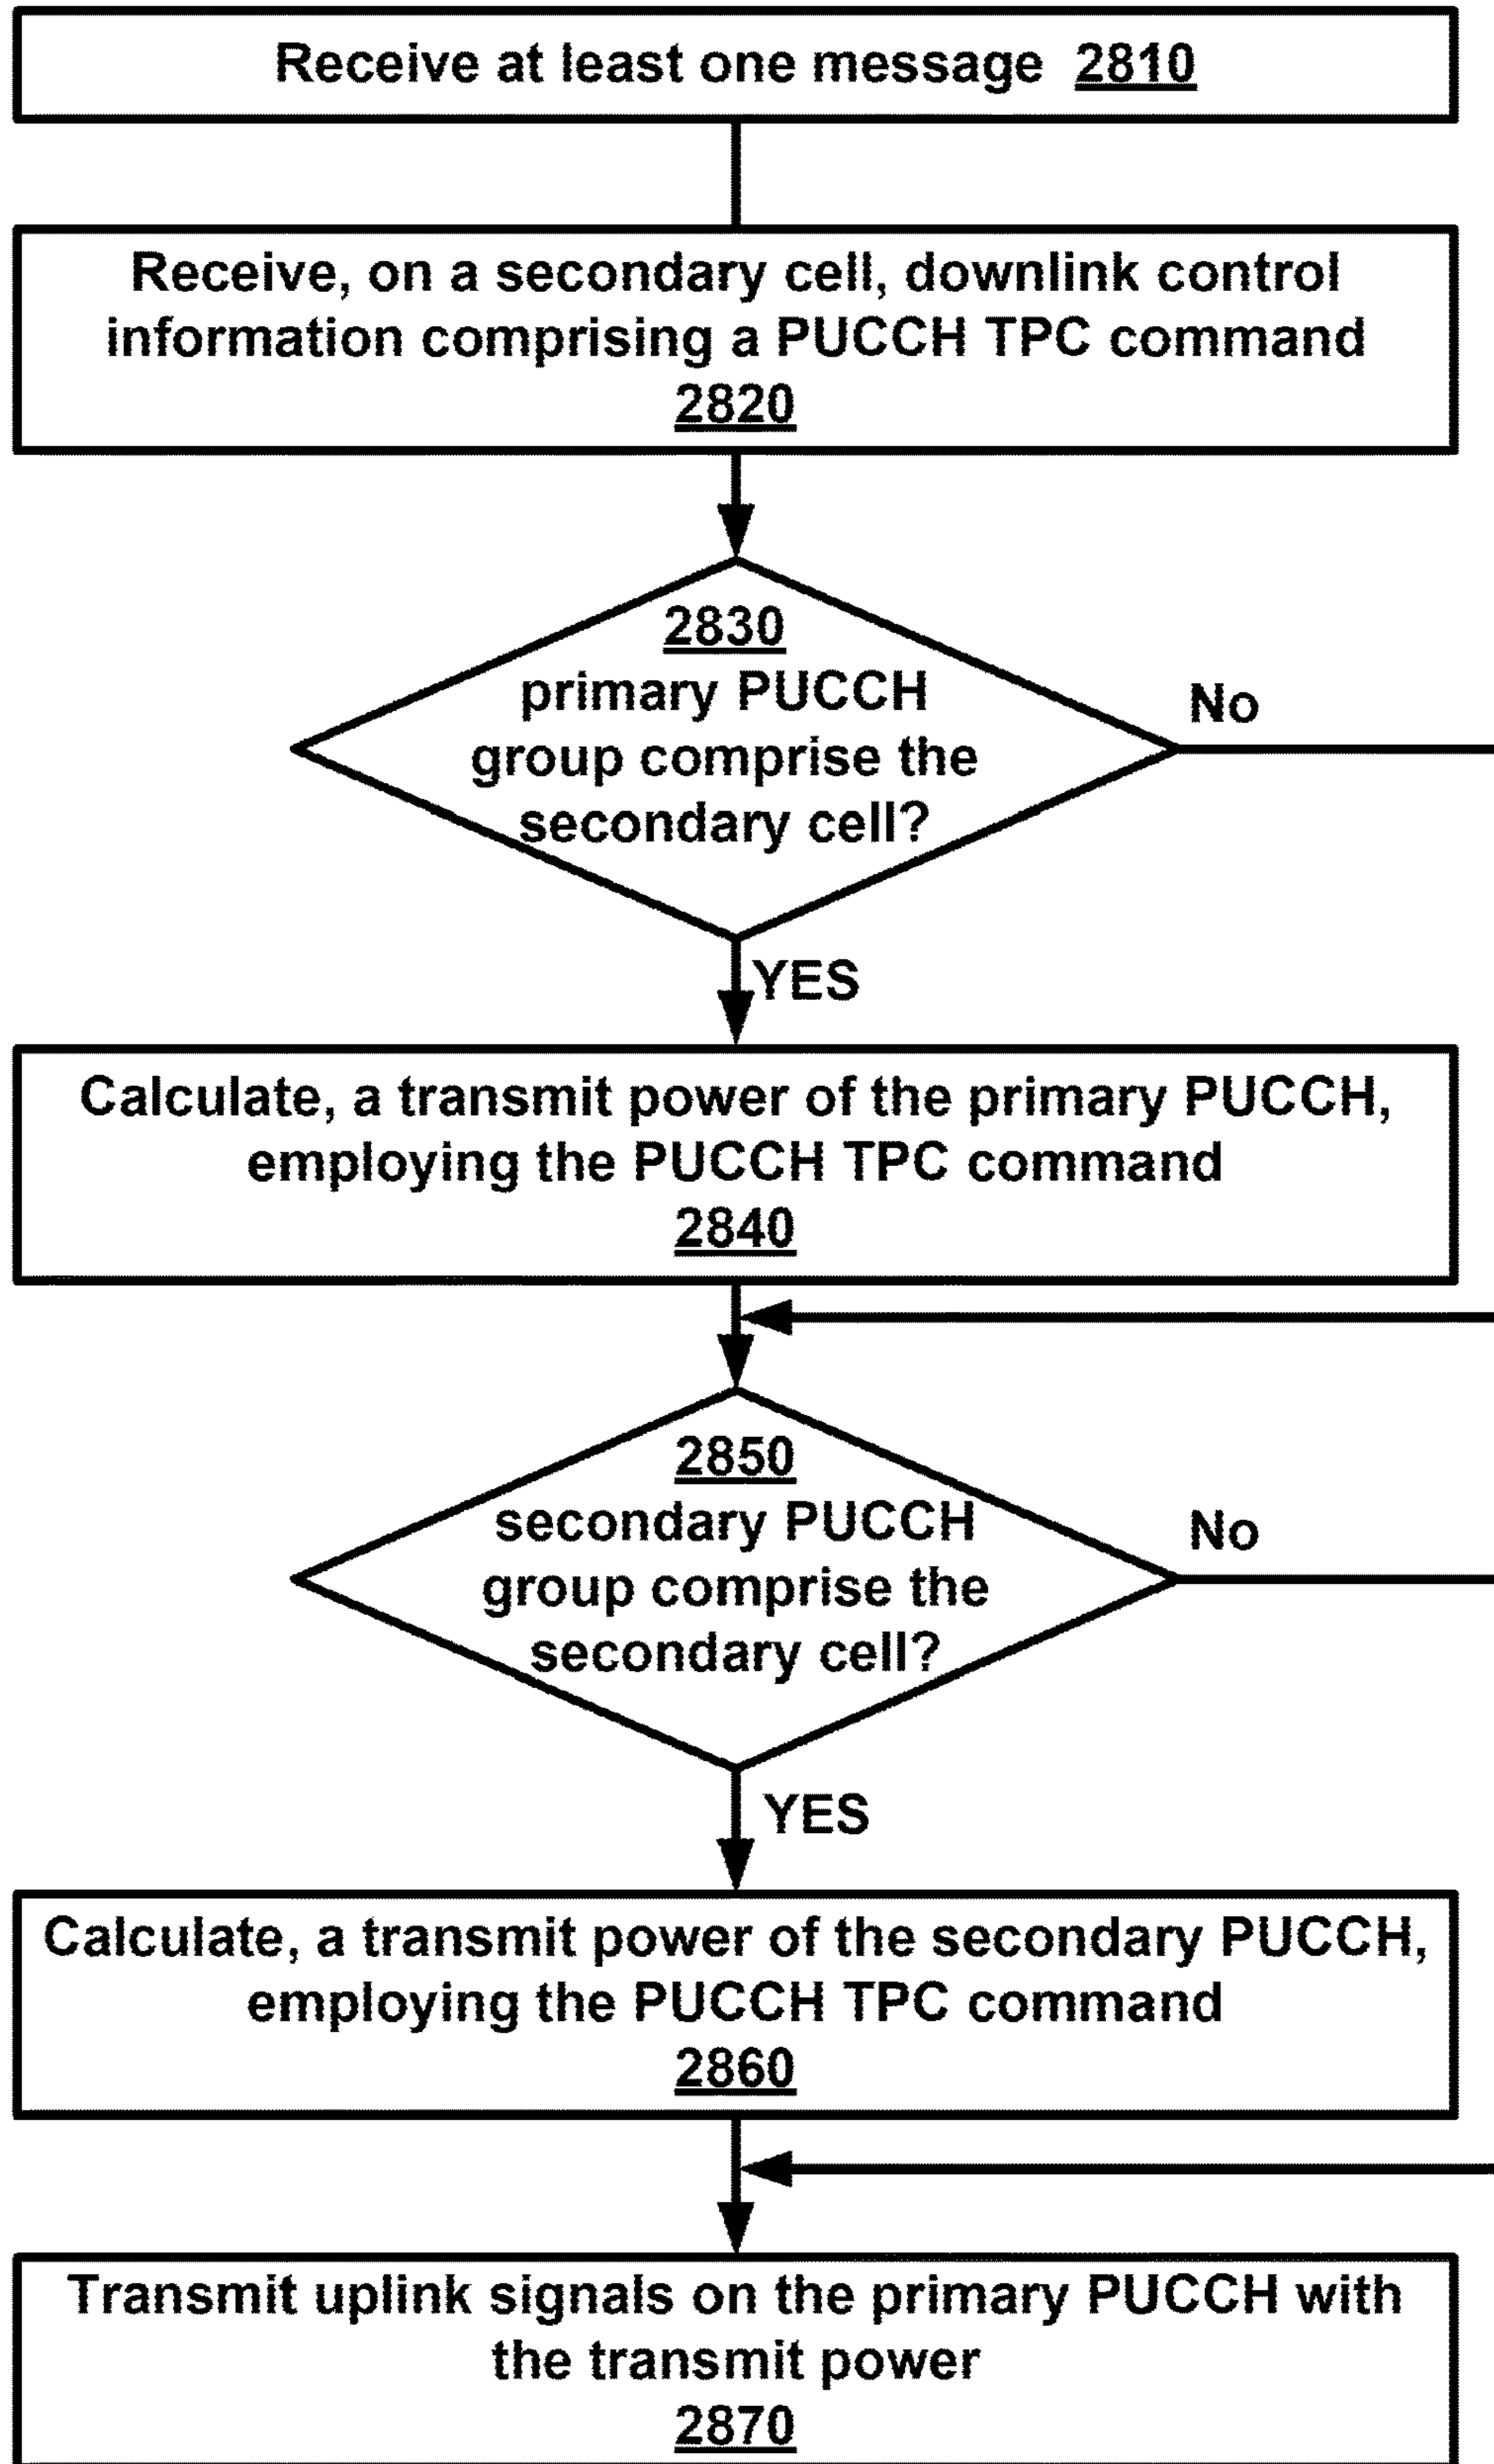 Receive at least one message 2810
Receive, on a secondary cell, downlink control
information comprising a PUCCH TPC command
2820
2830
primary PUCCH
group comprise the
secondary cell?
No
YES
Calculate, a transmit power of the primary PUCCH,
employing the PUCCH TPC command
2840
2850
secondary PUCCH
group comprise the
secondary cell?
No
YES
Calculate, a transmit power of the secondary PUCCH,
employing the PUCCH TPC command
2860
Transmit uplink signals on the primary PUCCH with
the transmit power
2870